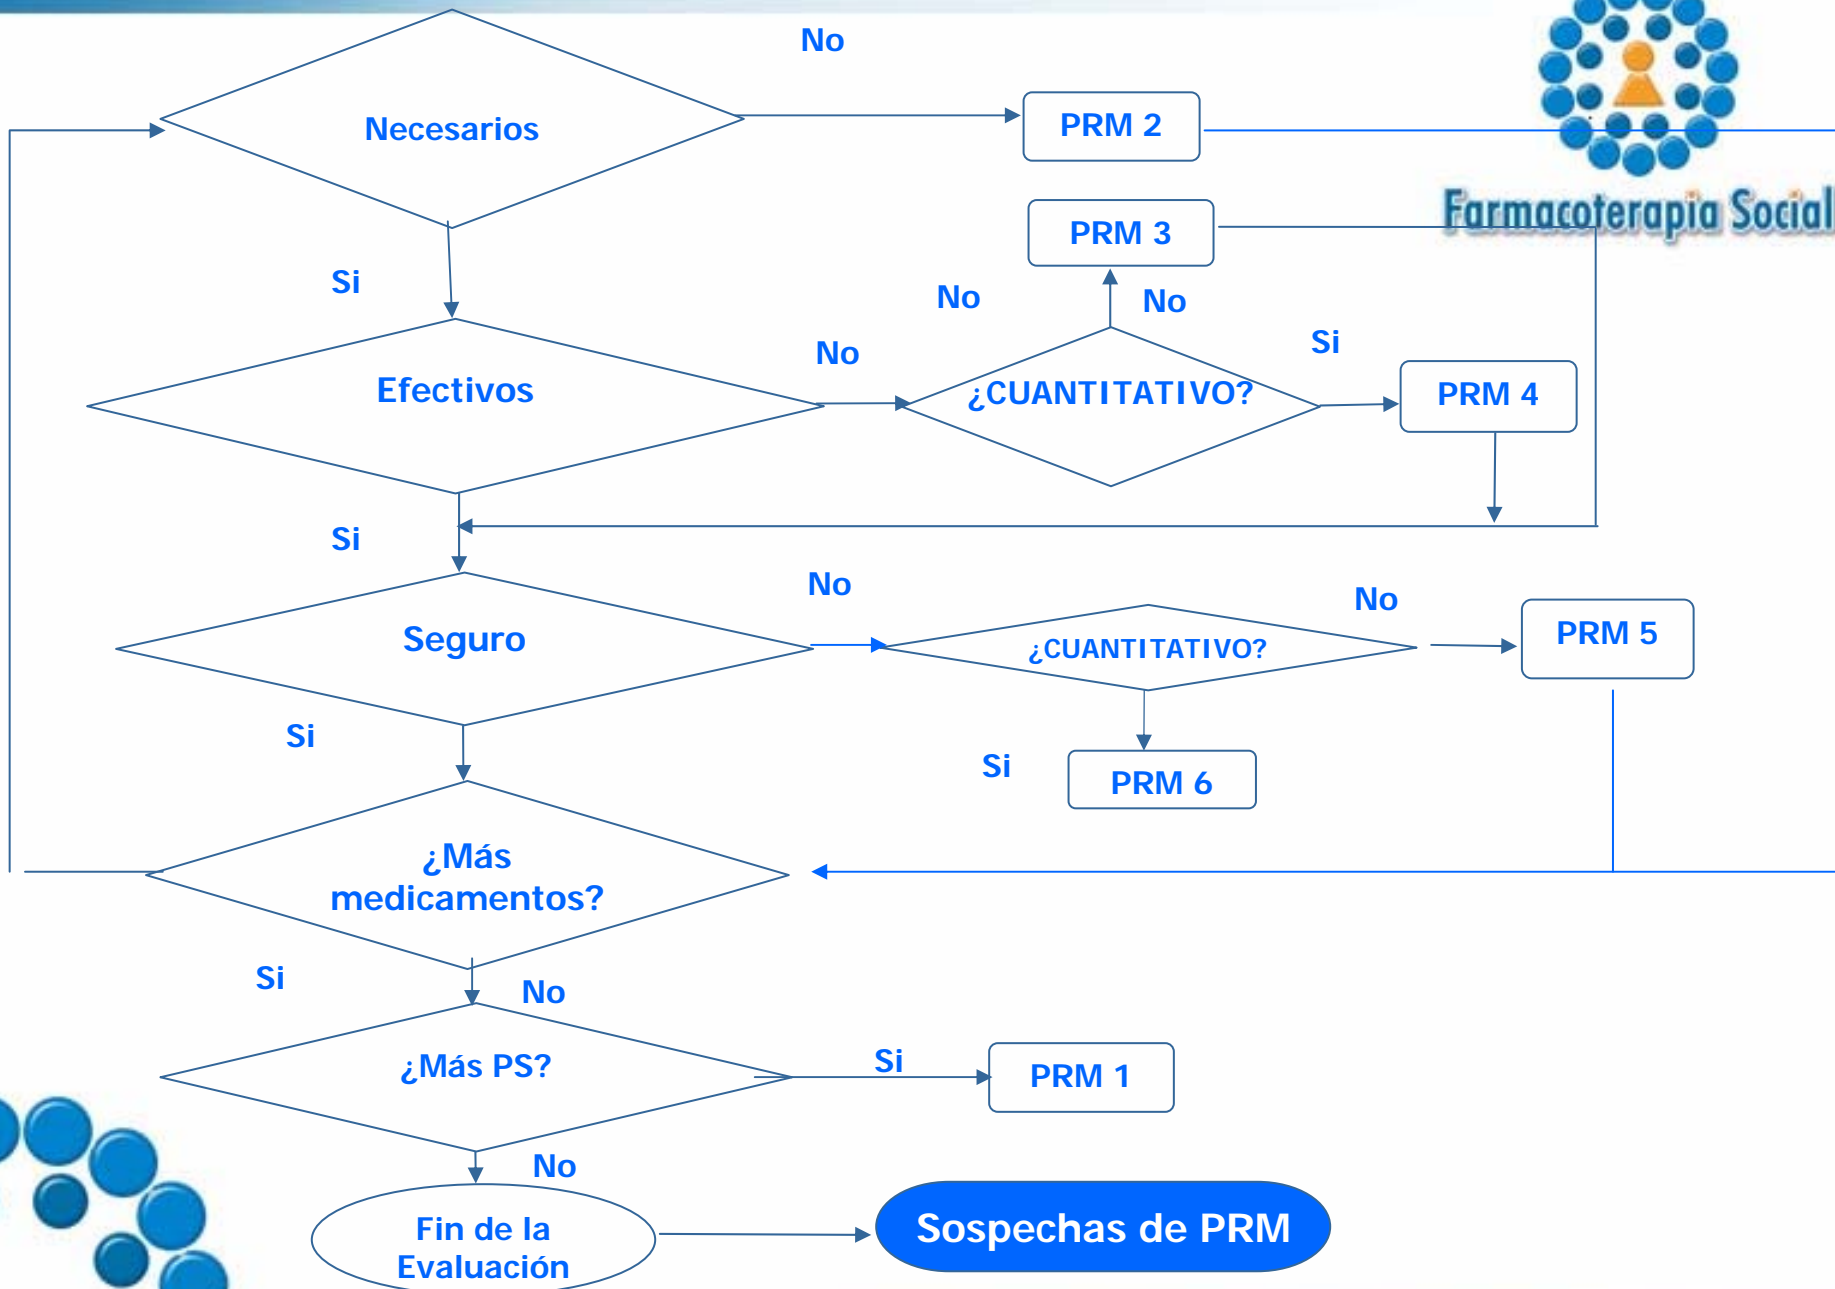 No
Necesarios
PRM 2
Farmacoterapia Social
PRM 3
Si
No
No
Si
No
Efectivos
¿CUANTITATIVO?
PRM 4
Si
No
No
Seguro
¿CUANTITATIVO?
PRM 5
Si
Si
PRM 6
¿Más
medicamentos?
Si
No
¿Más PS?
Si
PRM 1
No
Fin de la
Evaluación
Sospechas de PRM